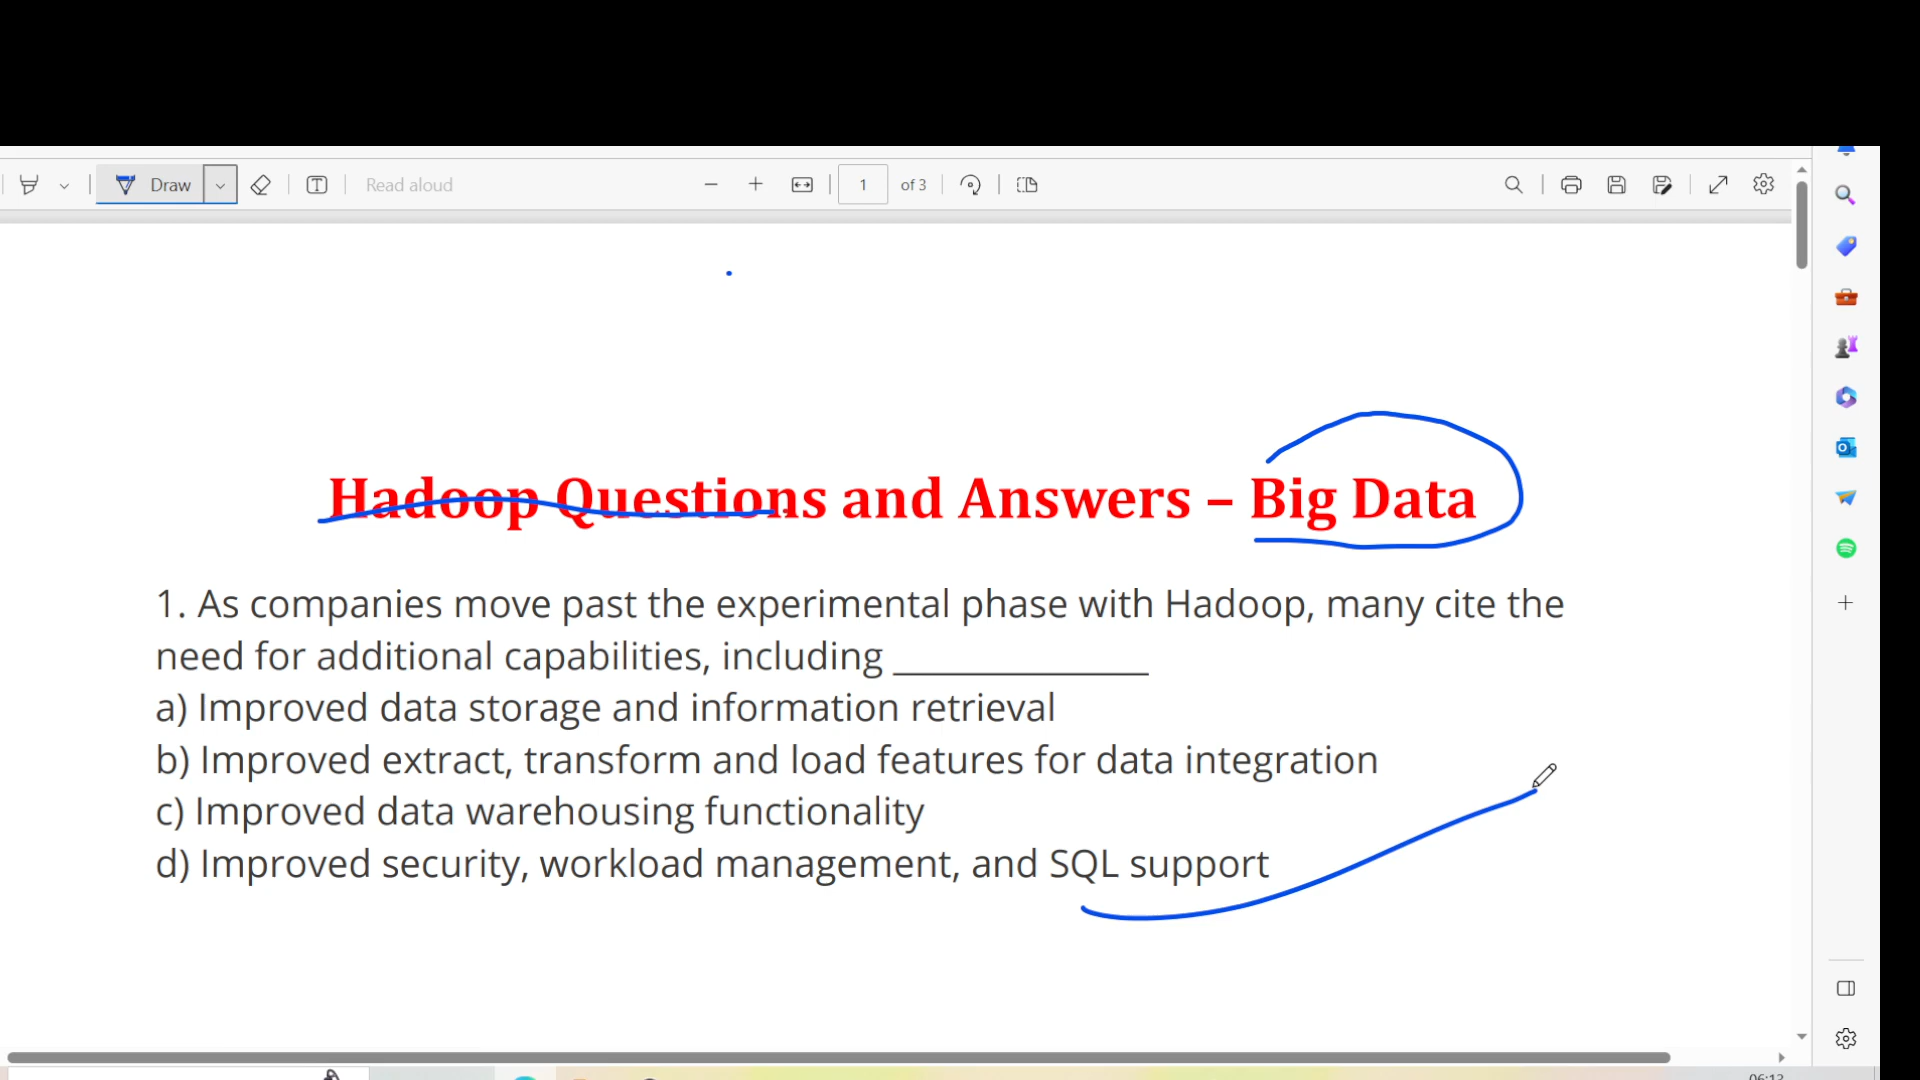 Draw
Read aloud
1 of 3
Hadoop Questions and Answers – Big Data
1. As companies move past the experimental phase with Hadoop, many cite the
need for additional capabilities, including _______________
a) Improved data storage and information retrieval
b) Improved extract, transform and load features for data integration
c) Improved data warehousing functionality
d) Improved security, workload management, and SQL support